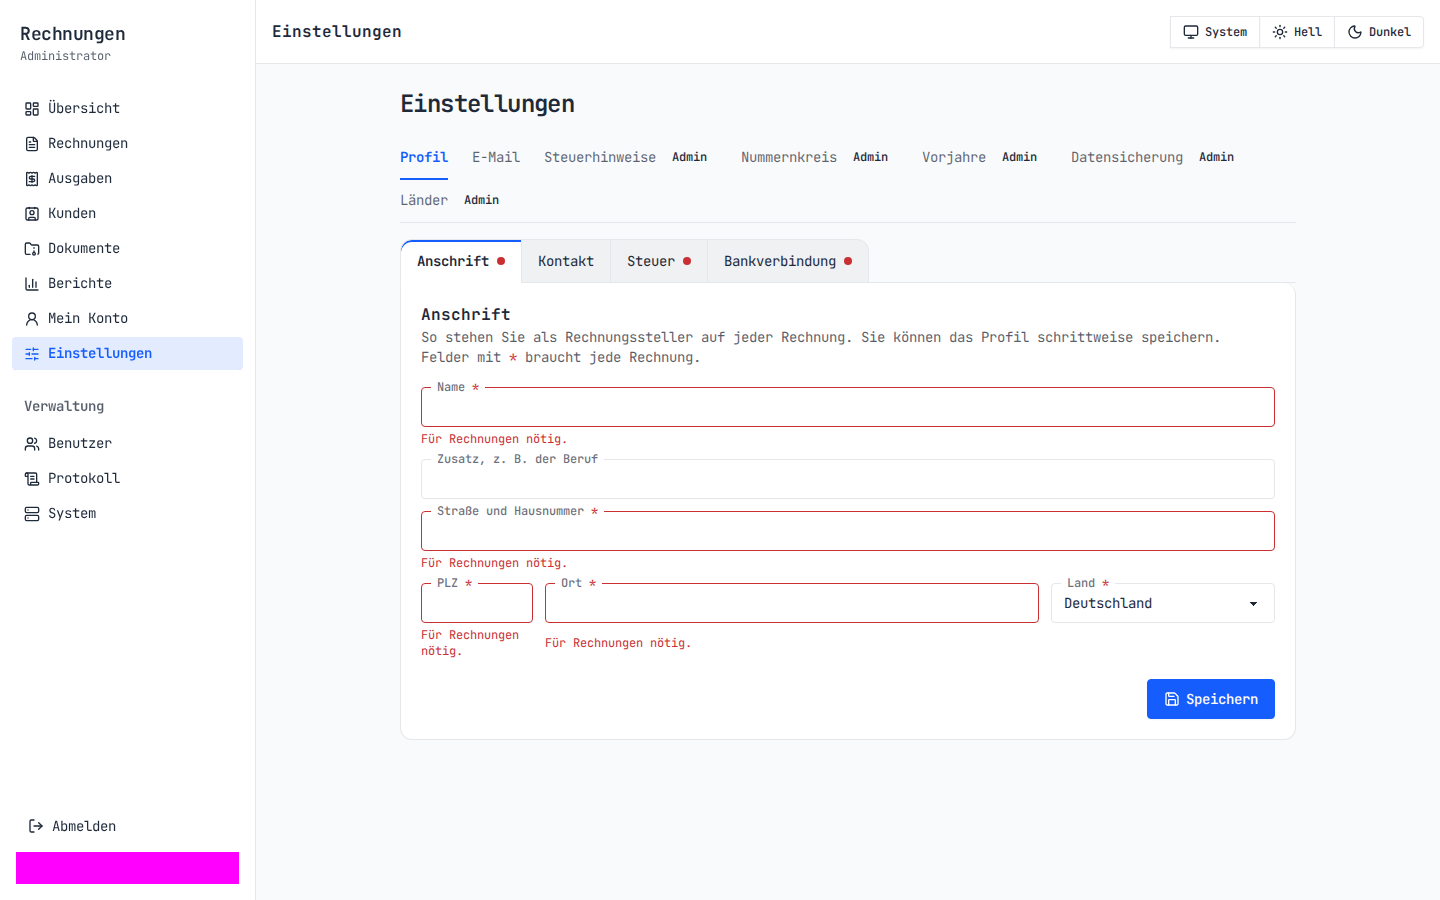 Rechnungen
Administrator
Übersicht
Rechnungen
Ausgaben
Kunden
Dokumente
Berichte
Mein Konto
Einstellungen
Verwaltung
Benutzer
Protokoll
System
Abmelden
Einstellungen
System Hell Dunkel
Einstellungen
Profil E-Mail Steuerhinweise Admin Nummernkreis Admin Vorjahre Admin Datensicherung Admin
Länder Admin
Anschrift Kontakt Steuer Bankverbindung
Anschrift
So stehen Sie als Rechnungssteller auf jeder Rechnung. Sie können das Profil schrittweise speichern.
Felder mit * braucht jede Rechnung.
Name *
Für Rechnungen nötig.
Zusatz, z. B. der Beruf
Straße und Hausnummer *
Für Rechnungen nötig.
PLZ * Ort * Land *
Deutschland
Für Rechnungen
nötig.
Für Rechnungen nötig.
Speichern